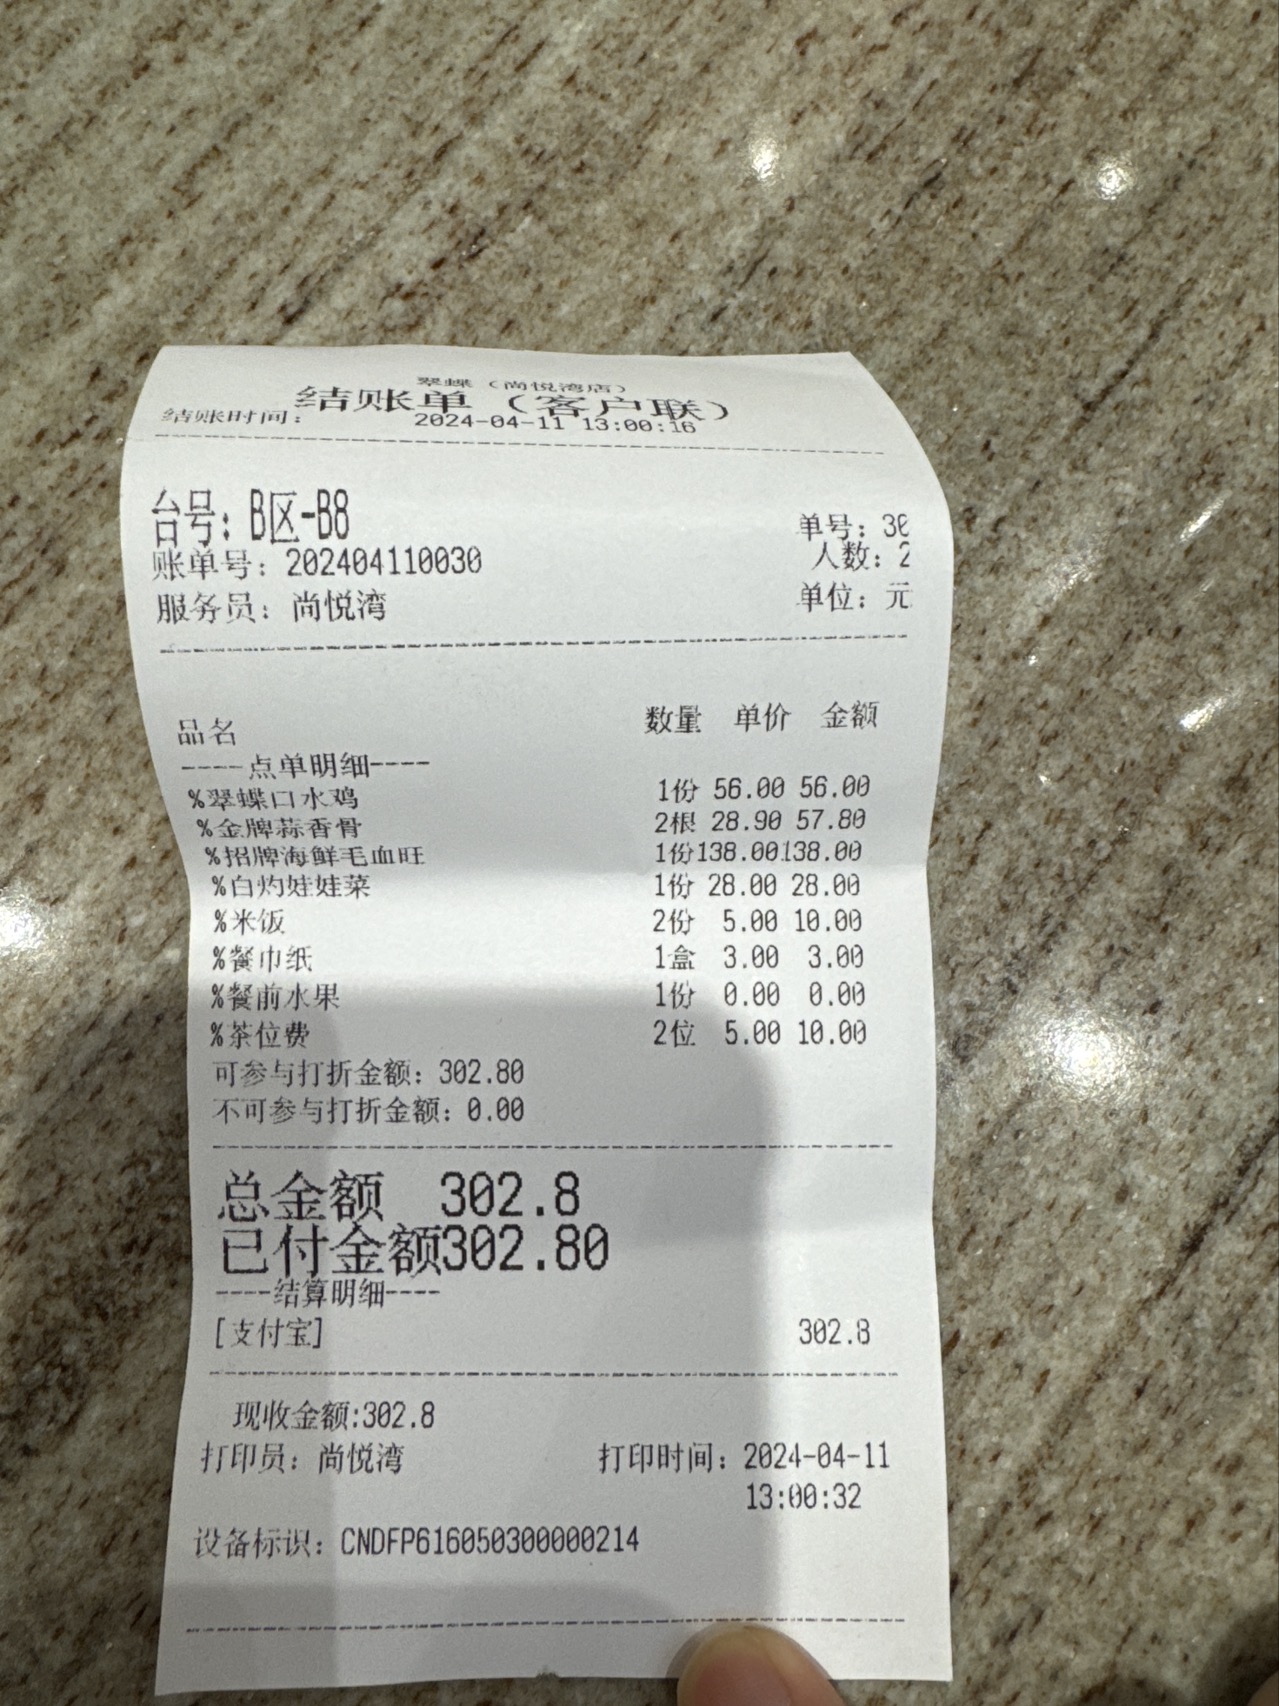 翠蝶（尚悦湾店）
结账单（客户联）
结账时间： 2024-04-11 13:00:16
台号：B区-B8
单号：30
账单号：202404110030
人数：2
服务员：尚悦湾
单位：元
品名 数量 单价 金额
----点单明细----
%翠蝶口水鸡 1份 56.00 56.00
%金牌蒜香骨 2根 28.90 57.80
%招牌海鲜毛血旺 1份138.00138.00
%白灼娃娃菜 1份 28.00 28.00
%米饭 2份 5.00 10.00
%餐巾纸 1盒 3.00 3.00
%餐前水果 1份 0.00 0.00
%茶位费 2位 5.00 10.00
可参与打折金额：302.80
不可参与打折金额：0.00
总金额 302.8
已付金额302.80
----结算明细----
[支付宝] 302.8
现收金额:302.8
打印员：尚悦湾 打印时间：2024-04-11
13:00:32
设备标识：CNDFP616050300000214